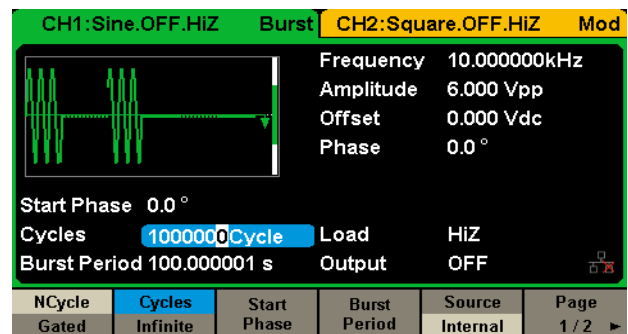 CH1:Sine.OFF.HiZ Burst CH2:Square.OFF.HiZ Mod
Frequency 10.000000kHz
Amplitude 6.000 Vpp
Offset 0.000 Vdc
Phase 0.0 °
Start Phase 0.0 °
Cycles 1000000Cycle Load HiZ
Burst Period 100.000001 s Output OFF
NCycle Cycles Start Burst Source Page
Gated Infinite Phase Period Internal 1/2 ►